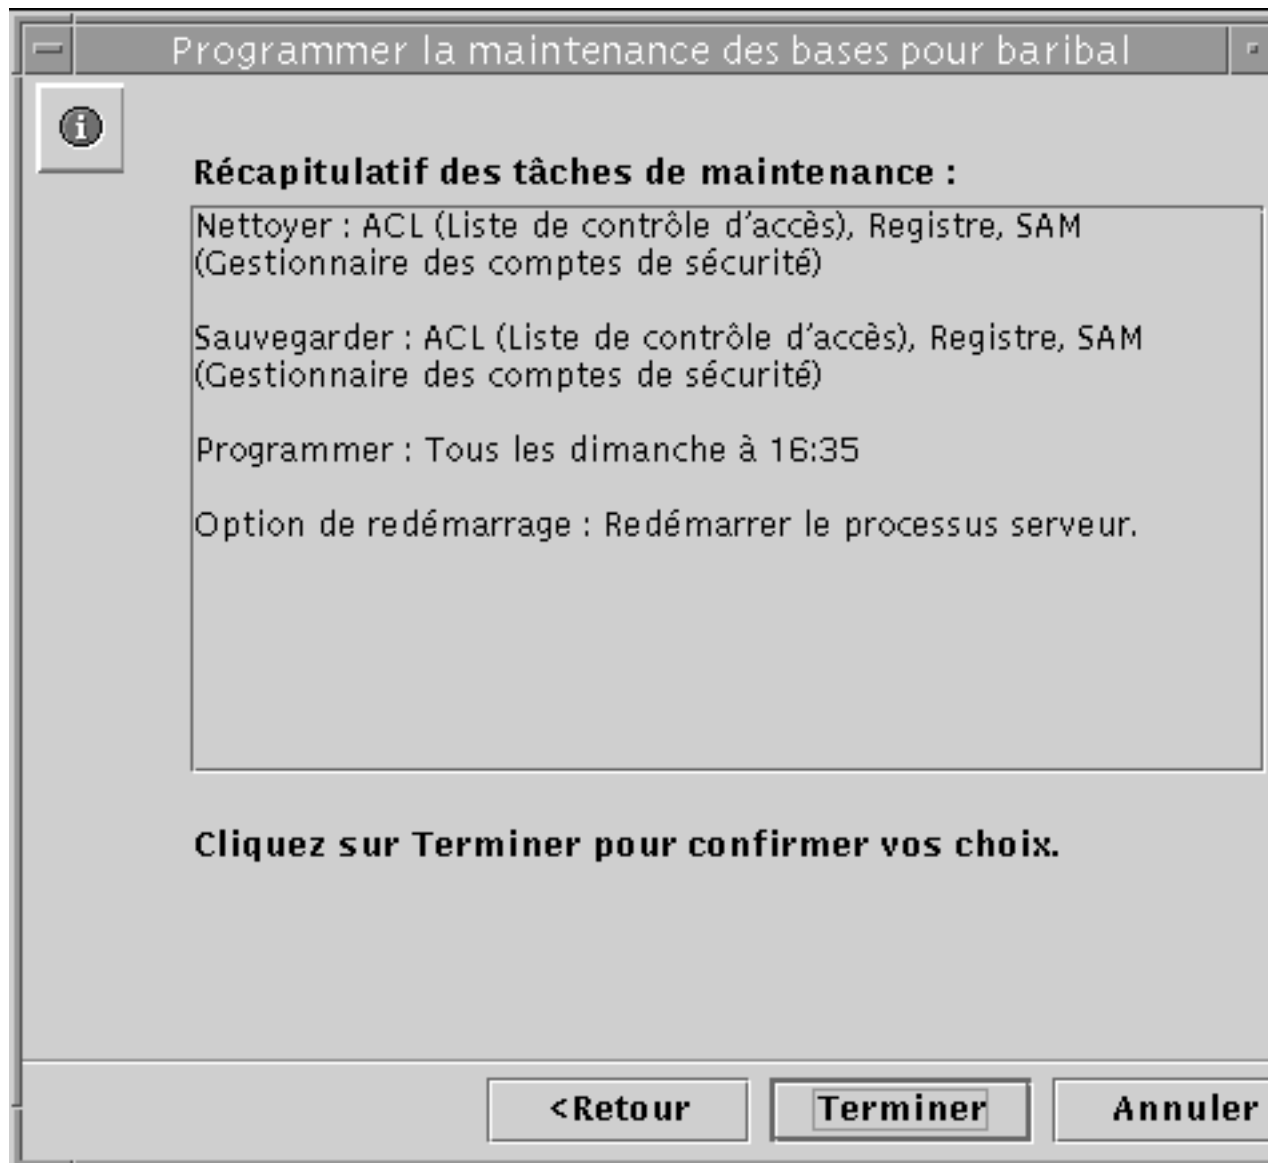 Programmer la maintenance des bases pour baribal
Récapitulatif des tâches de maintenance :
Nettoyer : ACL (Liste de contrôle d'accès), Registre, SAM
(Gestionnaire des comptes de sécurité)
Sauvegarder : ACL (Liste de contrôle d'accès), Registre, SAM
(Gestionnaire des comptes de sécurité)
Programmer : Tous les dimanche à 16:35
Option de redémarrage : Redémarrer le processus serveur.
Cliquez sur Terminer pour confirmer vos choix.
<Retour Terminer Annuler